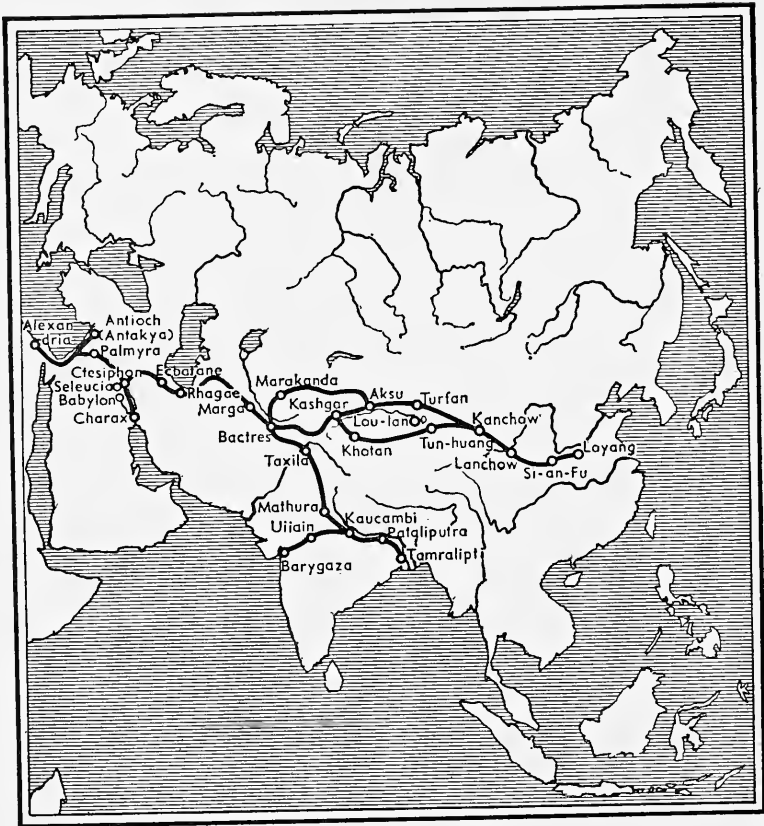 Alexan
dria
Antioch
(Antakya)
Palmyra
Ctesiphon
Seleucia
Babylon
Charax
Ecbatane
Rhagae
Marga
Bactres
Marakanda
Kashgar
Aksu
Turfan
Lou-lan
Khotan
Tun-huang
Kanchow
Lanchow
Si-an-Fu
Loyang
Taxila
Mathura
Ujjain
Kaucambi
Pataliputra
Tamralipti
Barygaza